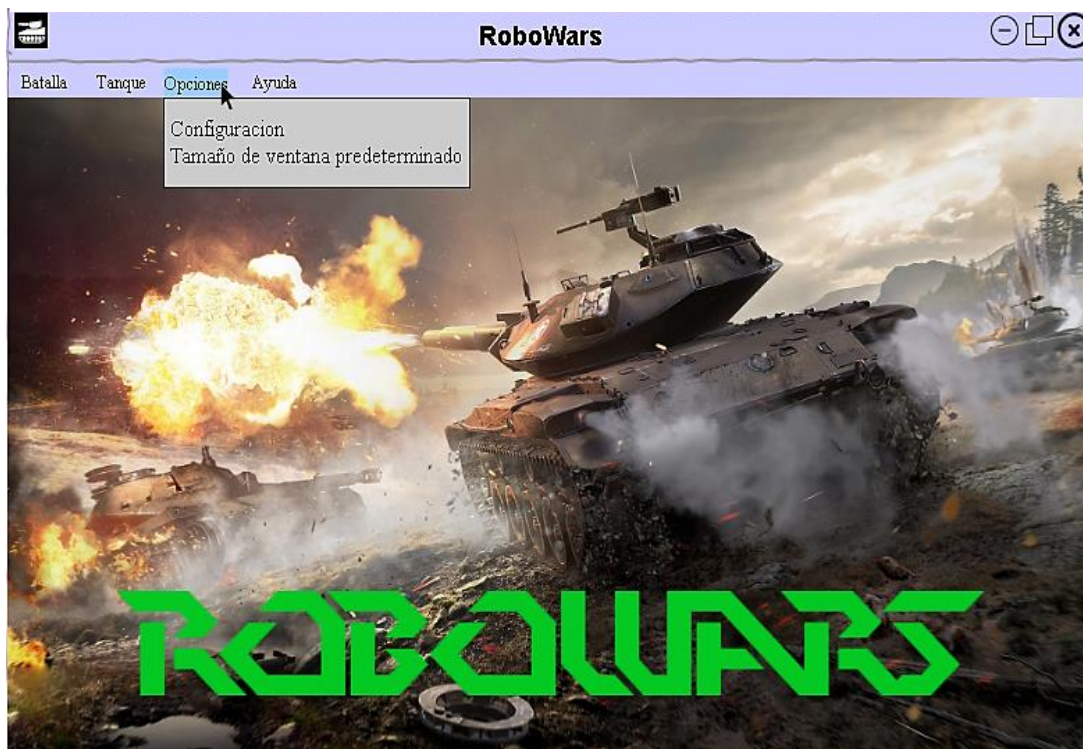 RoboWars
Batalla Tanque Opciones Ayuda
Configuracion
Tamaño de ventana predeterminado
ROBOWARS